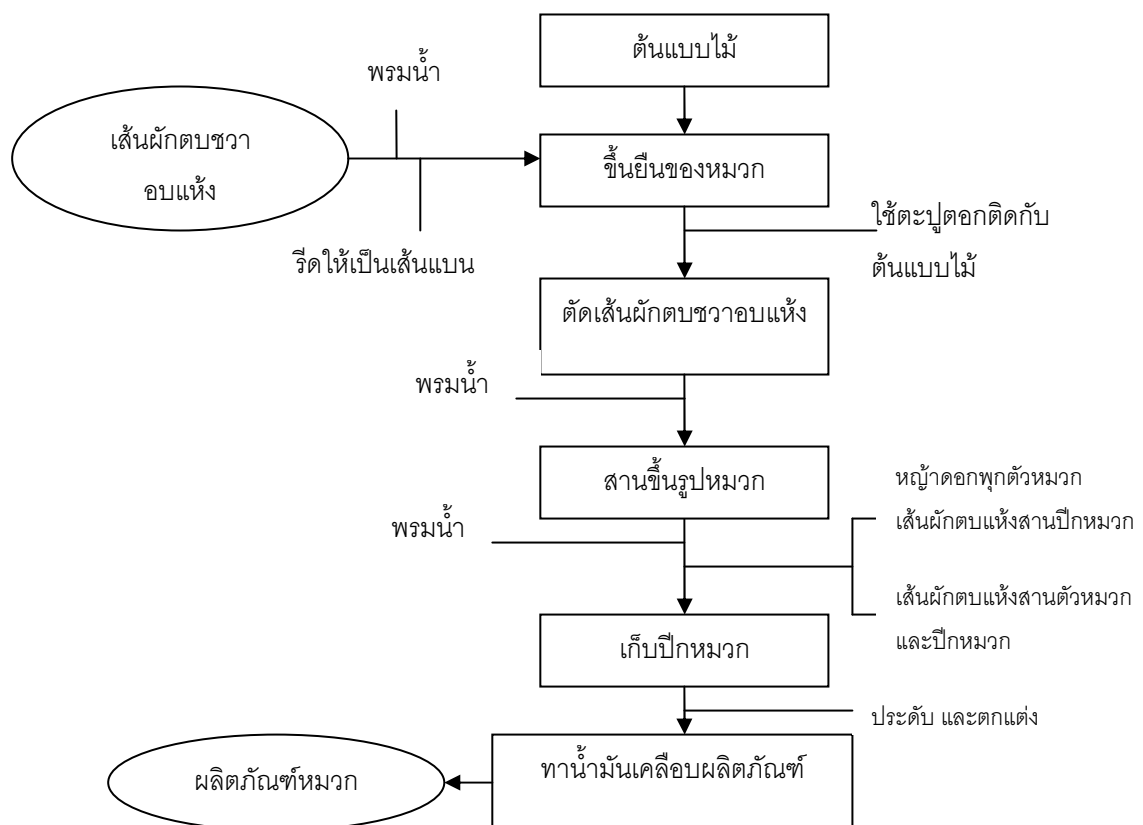 ต้นแบบไม้
พรมน้ำ
เส้นผักตบชวา
อบแห้ง
ขึ้นยืนของหมวก
รีดให้เป็นเส้นแบน
ใช้ตะปูตอกติดกับ
ต้นแบบไม้
ตัดเส้นผักตบชวาอบแห้ง
พรมน้ำ
สานขึ้นรูปหมวก
พรมน้ำ
หญ้าดอกพุกตัวหมวก
เส้นผักตบแห้งสานปีกหมวก
เส้นผักตบแห้งสานตัวหมวก
และปีกหมวก
เก็บปีกหมวก
ประดับ และตกแต่ง
ทาน้ำมันเคลือบผลิตภัณฑ์
ผลิตภัณฑ์หมวก